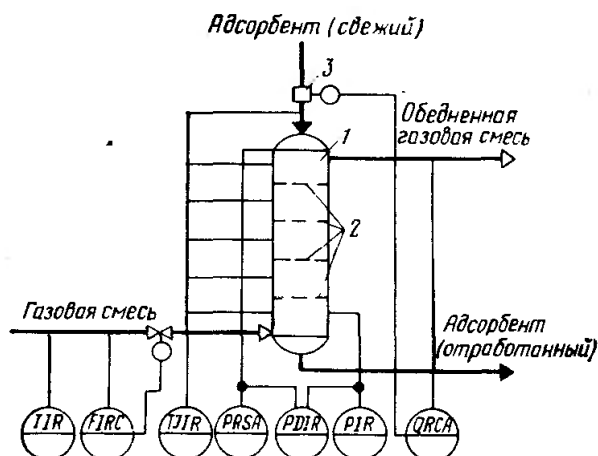 Адсорбент (свежий)
3
Обедненная
газовая смесь
1
2
Газовая смесь
Адсорбент
(отработанный)
TIR
FIRC
TJIR
PRSA
PDIR
PIR
QRCA